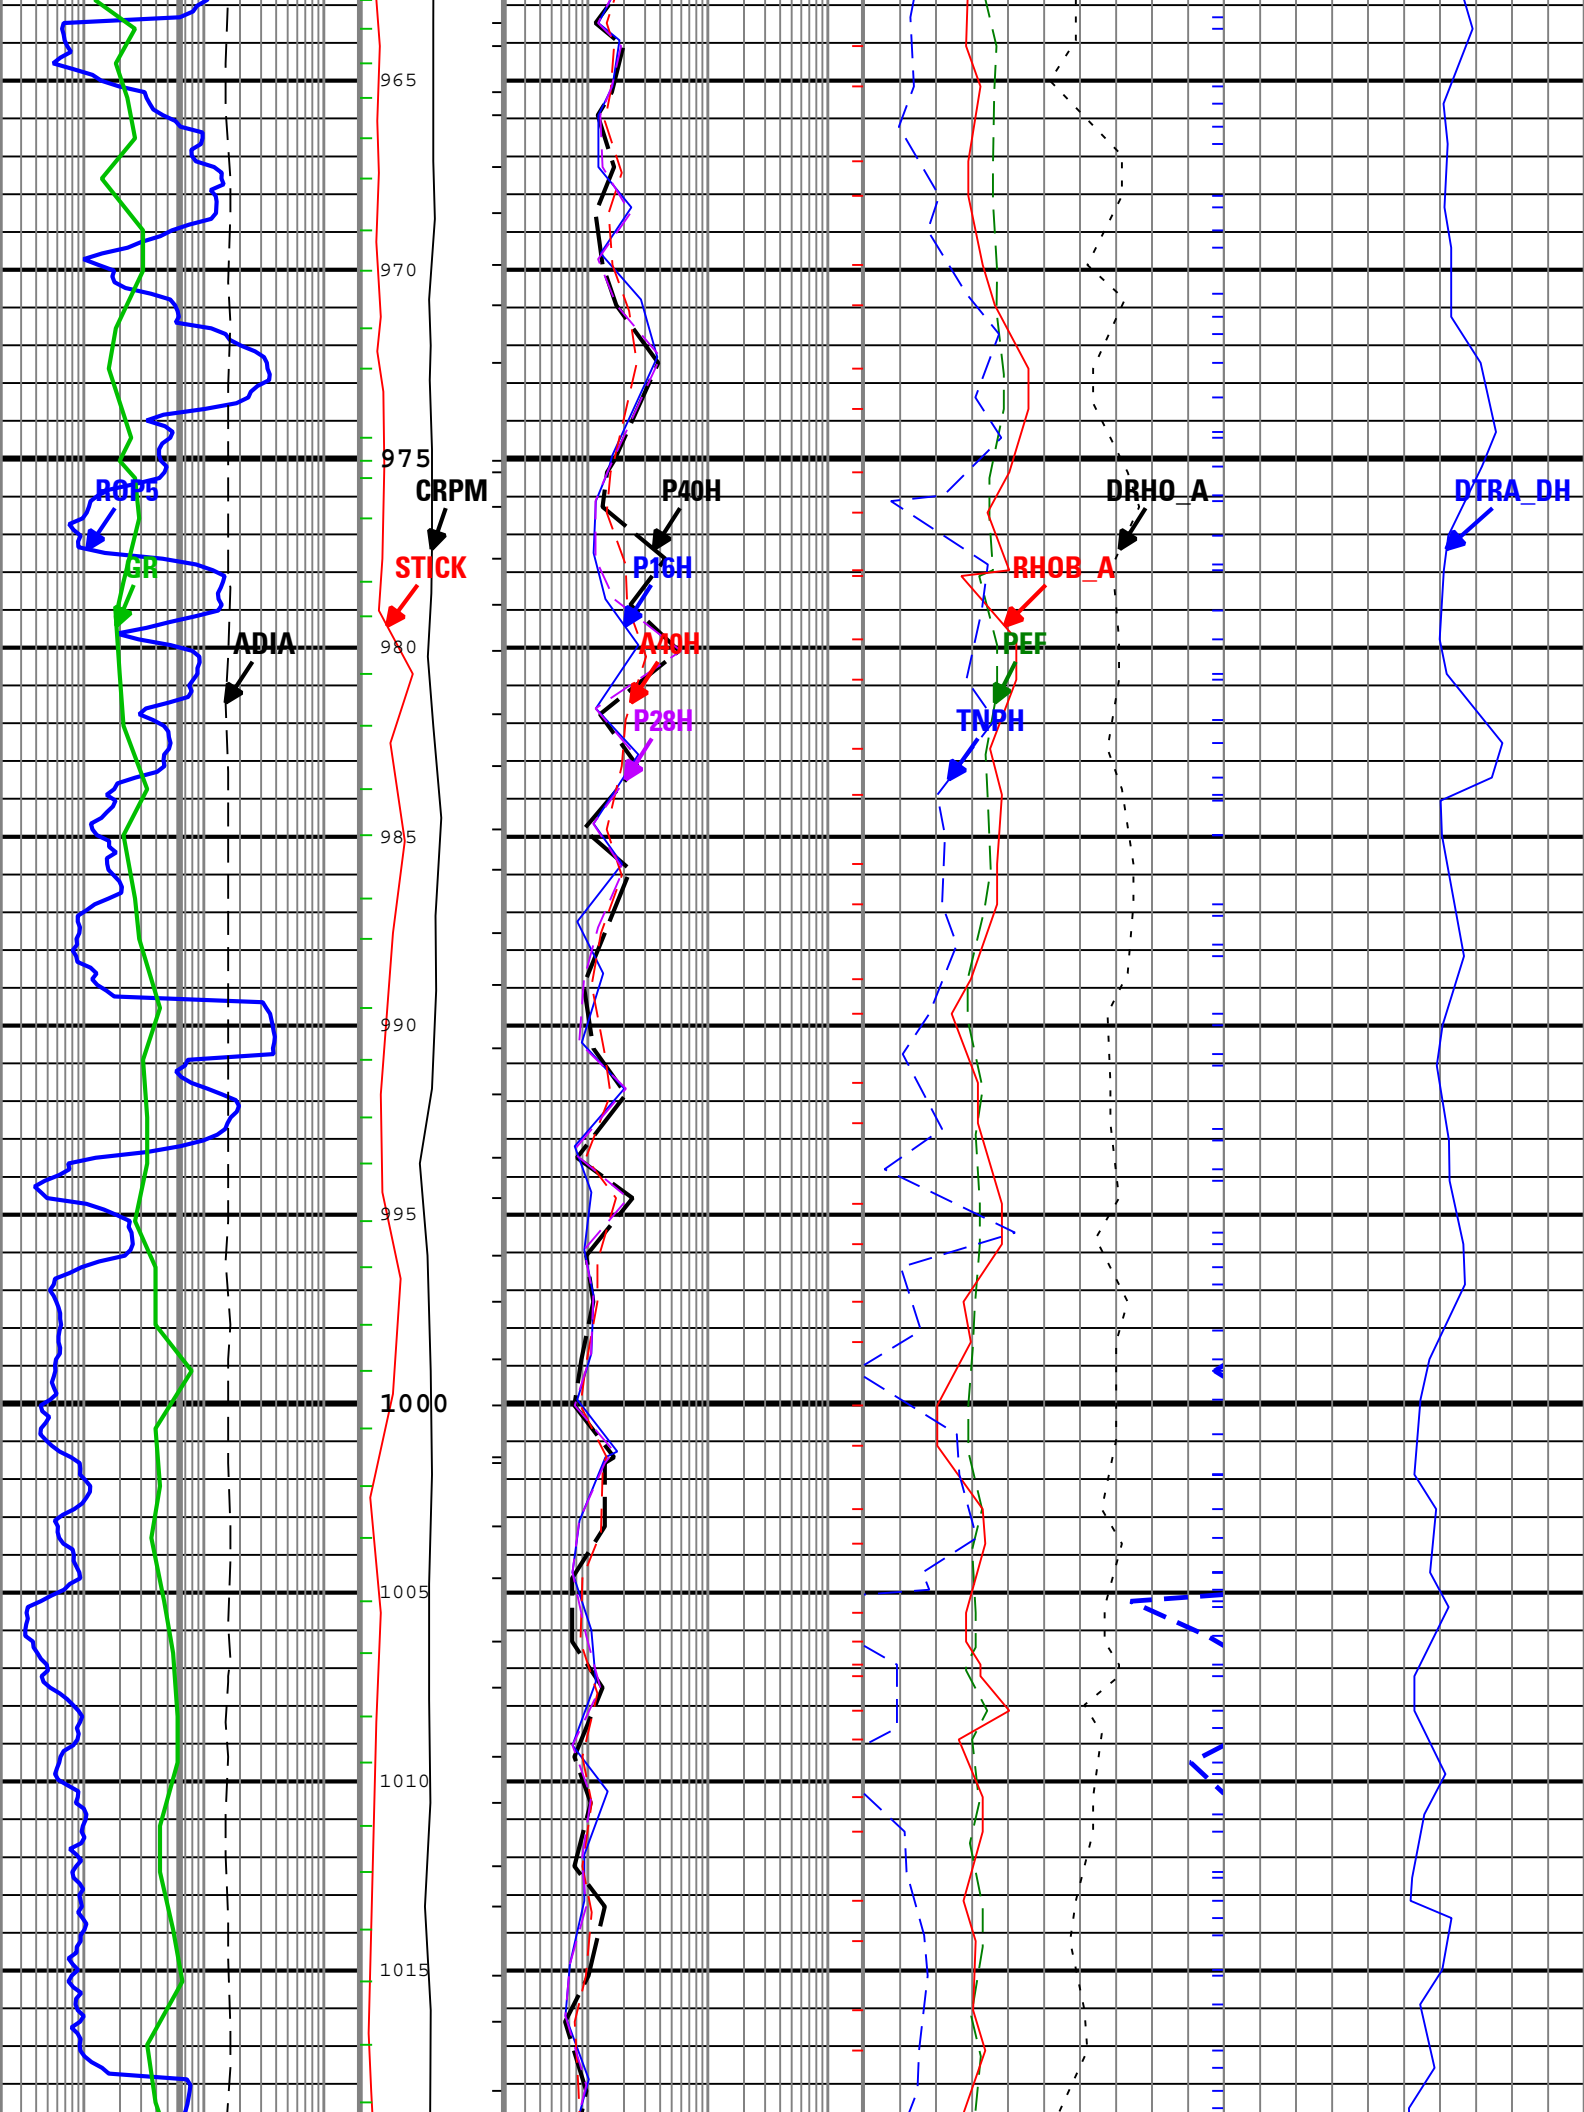 965
970
975
ROP5 CRPM P40H DRHO_A DTRA_DH
GR STICK P16H RHOB_A
ADIA 980 A40H PEF
P28H TNPH
985
990
995
1000
1005
1010
1015